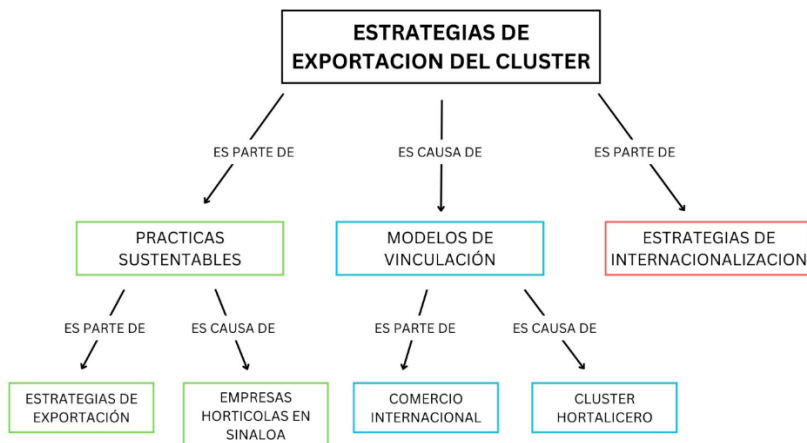 ESTRATEGIAS DE
EXPORTACION DEL CLUSTER
ES PARTE DE
ES CAUSA DE
ES PARTE DE
PRACTICAS
SUSTENTABLES
MODELOS DE
VINCULACIÓN
ESTRATEGIAS DE
INTERNACIONALIZACION
ES PARTE DE
ES CAUSA DE
ES PARTE DE
ES CAUSA DE
ESTRATEGIAS DE
EXPORTACIÓN
EMPRESAS
HORTICOLAS EN
SINALOA
COMERCIO
INTERNACIONAL
CLUSTER
HORTALICERO